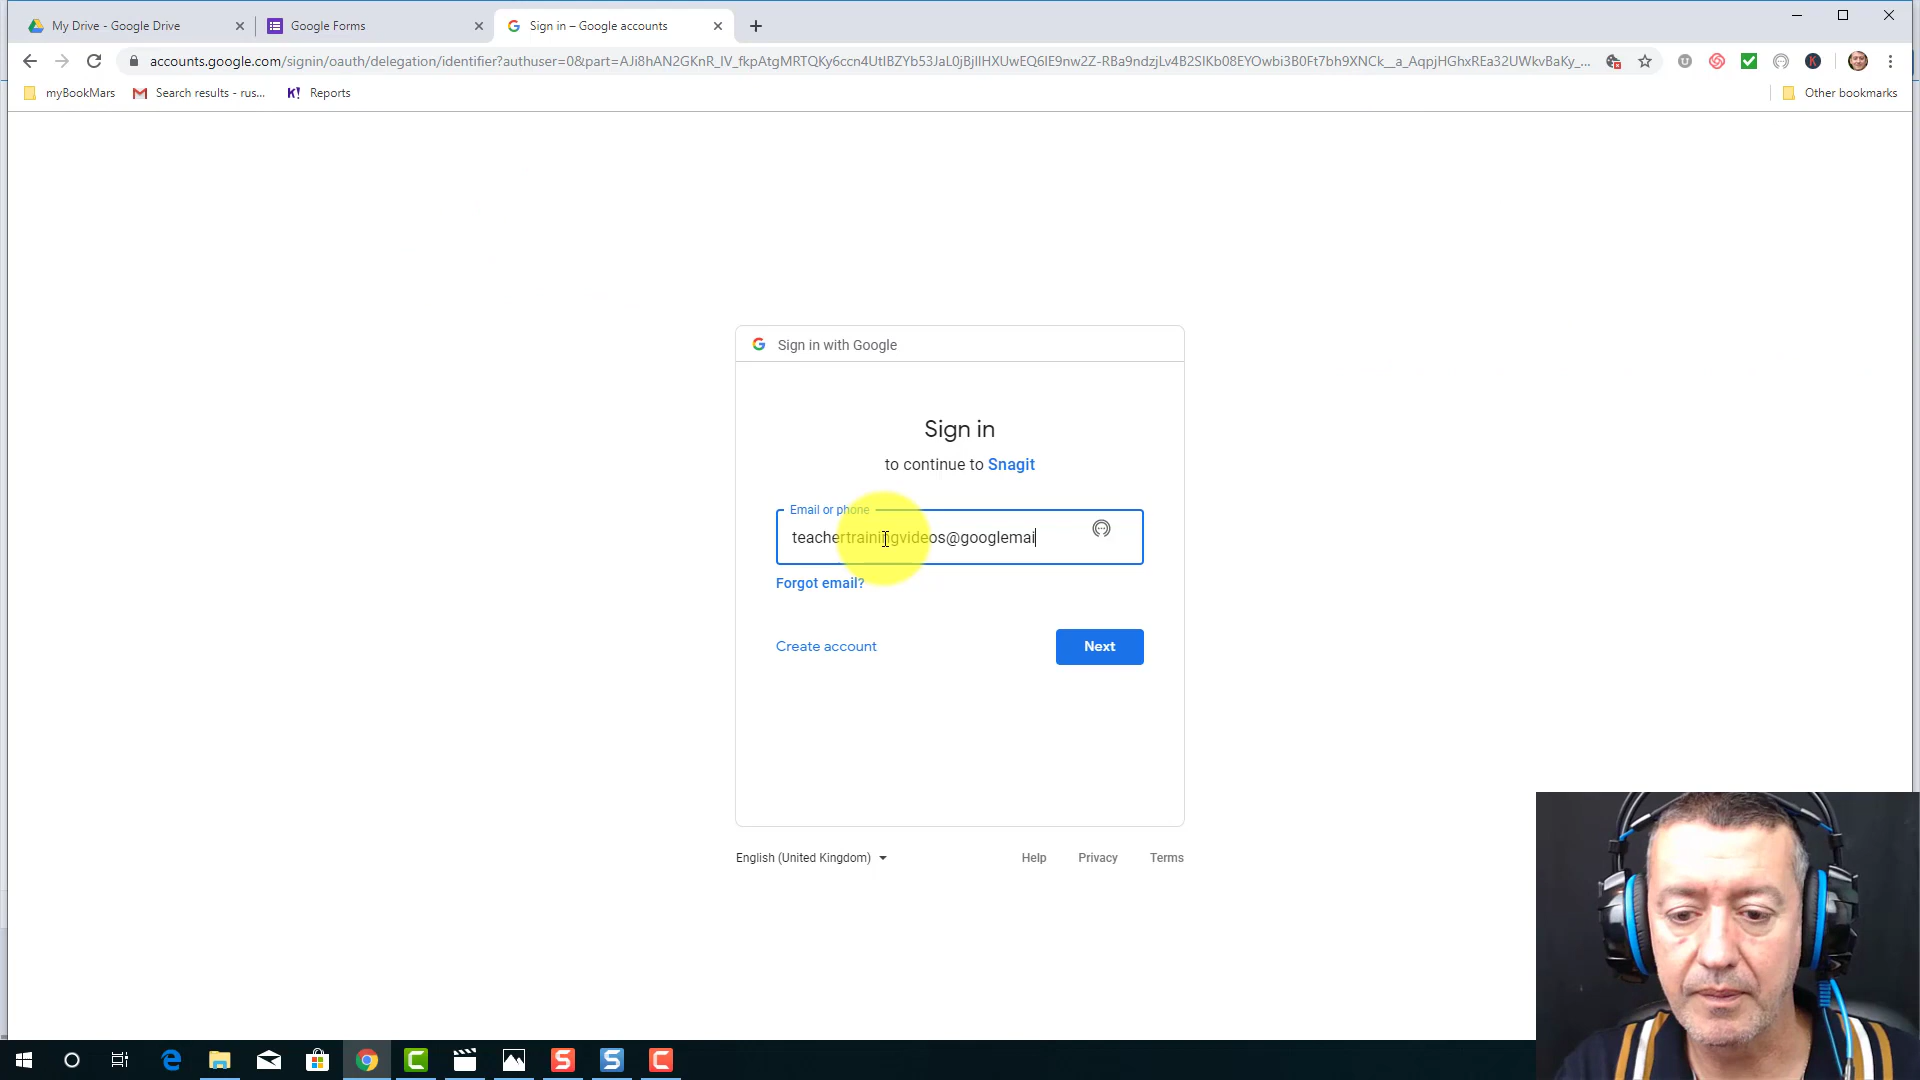 My Drive - Google Drive
Google Forms
Sign in – Google accounts
accounts.google.com/signin/oauth/delegation/identifier?authuser=0&part=AJi8hAN2GKnR_IV_fkpAtgMRTQKy6ccn4UtIBZYb53JaL0jBjIIHXUwEQ6IE9nw2Z-RBa9ndzjLv4B2SIKb08EYOwbi3B0Ft7bh9XNCk__a_AqpjHGhxREa32UWkvBaKy_...
myBookMars
Search results - rus...
K! Reports
Other bookmarks
Sign in with Google
Sign in
to continue to Snagit
Email or phone
teachertrainingvideos@googlemai
Forgot email?
Create account
Next
English (United Kingdom)
Help
Privacy
Terms